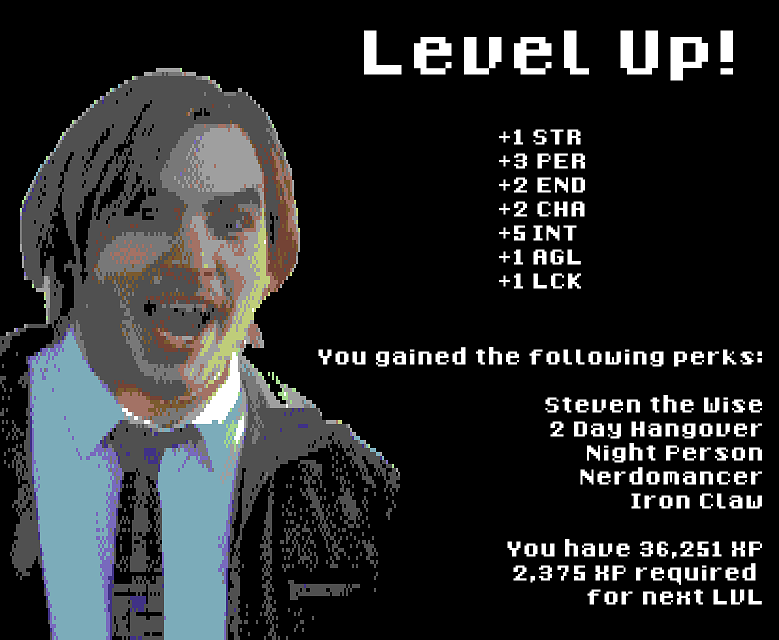 Level Up!
+1 STR
+3 PER
+2 END
+2 CHA
+5 INT
+1 AGL
+1 LCK
You gained the following perks:
Steven the Wise
2 Day Hangover
Night Person
Nerdomancer
Iron Claw
You have 36,251 XP
2,375 XP required
for next LVL